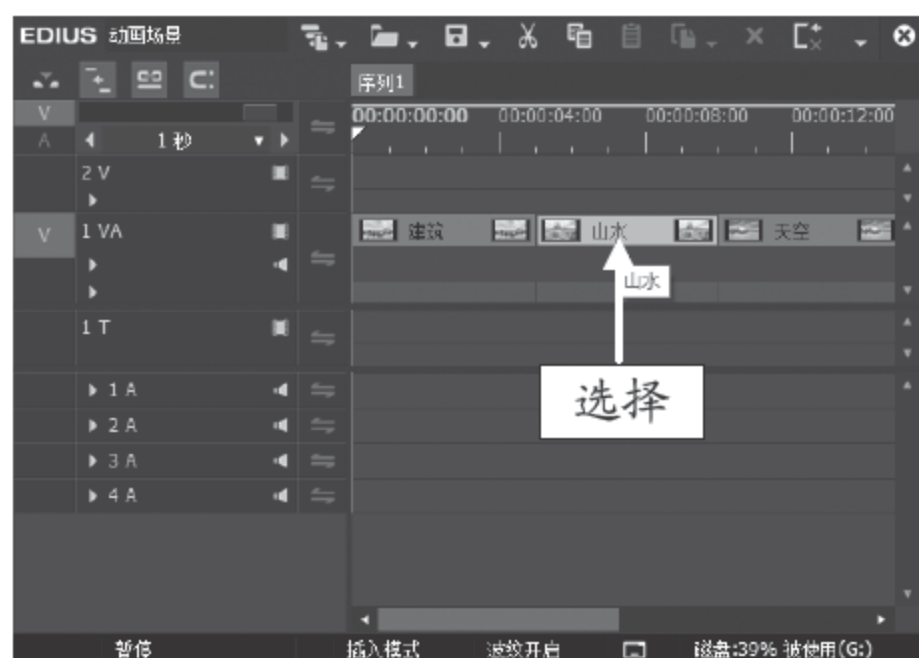 EDIUS 动画场景
序列1
V
A
1秒
00:00:00:00 00:00:04:00 00:00:08:00 00:00:12:00
2 V
V
1 VA
建筑 山水 天空
山水
1 T
选择
1 A
2 A
3 A
4 A
暂停 插入模式 波纹开启 磁盘:39% 被使用(G:)